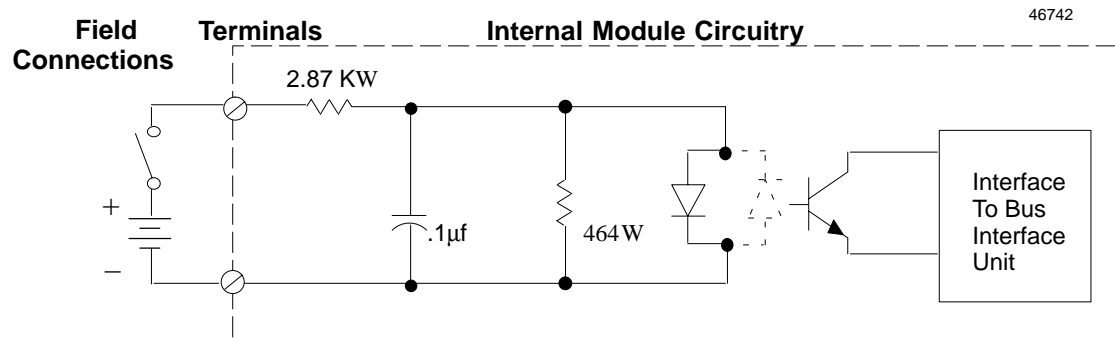 46742
Field
Connections
Terminals
Internal Module Circuitry
2.87 KW
+
−
.1µf
464W
Interface
To Bus
Interface
Unit